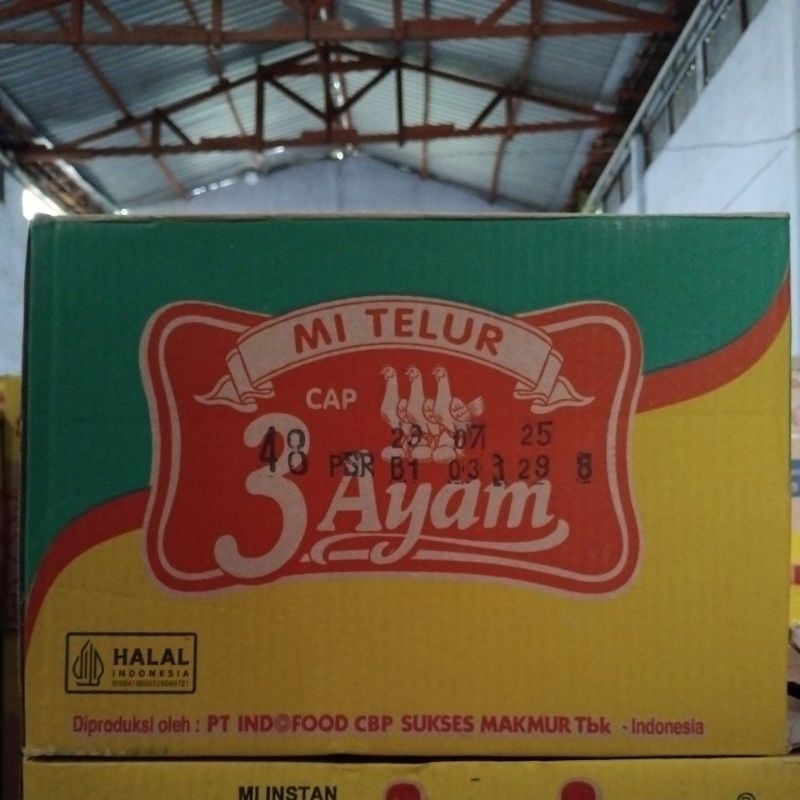 MI TELUR
CAP
3 Ayam
29 07 25
48 PSR B1 03 29 8
HALAL
INDONESIA
Diproduksi oleh : PT INDOFOOD CBP SUKSES MAKMUR Tbk - Indonesia
MI INSTAN